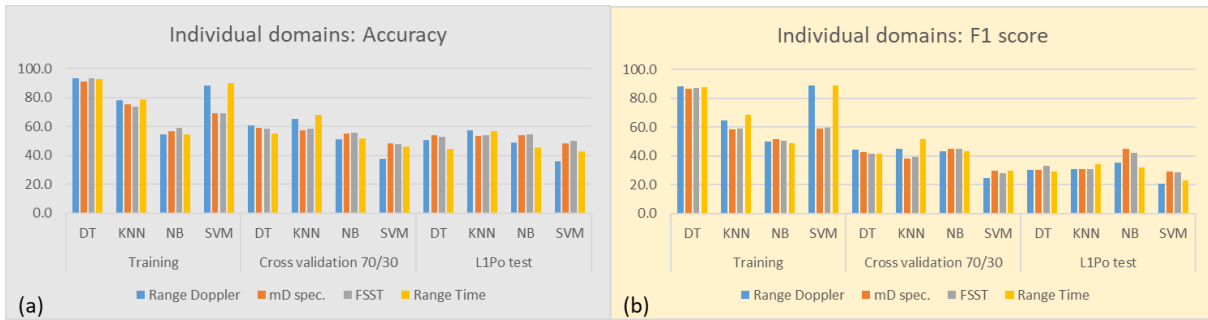 Individual domains: Accuracy
100.0
80.0
60.0
40.0
20.0
0.0
DT KNN NB SVM DT KNN NB SVM DT KNN NB SVM
Training Cross validation 70/30 L1Po test
Range Doppler mD spec. FSST Range Time
(a)
Individual domains: F1 score
100.0
80.0
60.0
40.0
20.0
0.0
DT KNN NB SVM DT KNN NB SVM DT KNN NB SVM
Training Cross validation 70/30 L1Po test
Range Doppler mD spec. FSST Range Time
(b)